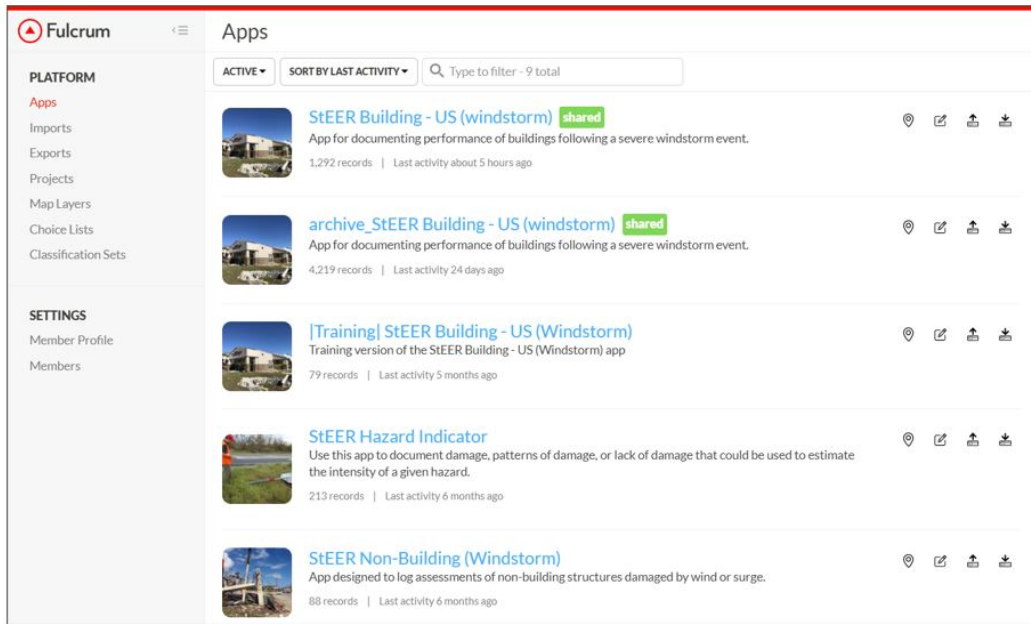 Fulcrum
Apps
PLATFORM
Apps
Imports
Exports
Projects
Map Layers
Choice Lists
Classification Sets
SETTINGS
Member Profile
Members
ACTIVE
SORT BY LAST ACTIVITY
Type to filter - 9 total
StEER Building - US (windstorm) shared
App for documenting performance of buildings following a severe windstorm event.
1,292 records | Last activity about 5 hours ago
archive_StEER Building - US (windstorm) shared
App for documenting performance of buildings following a severe windstorm event.
4,219 records | Last activity 24 days ago
|Training| StEER Building - US (Windstorm)
Training version of the StEER Building - US (Windstorm) app
79 records | Last activity 5 months ago
StEER Hazard Indicator
Use this app to document damage, patterns of damage, or lack of damage that could be used to estimate
the intensity of a given hazard.
213 records | Last activity 6 months ago
StEER Non-Building (Windstorm)
App designed to log assessments of non-building structures damaged by wind or surge.
88 records | Last activity 6 months ago